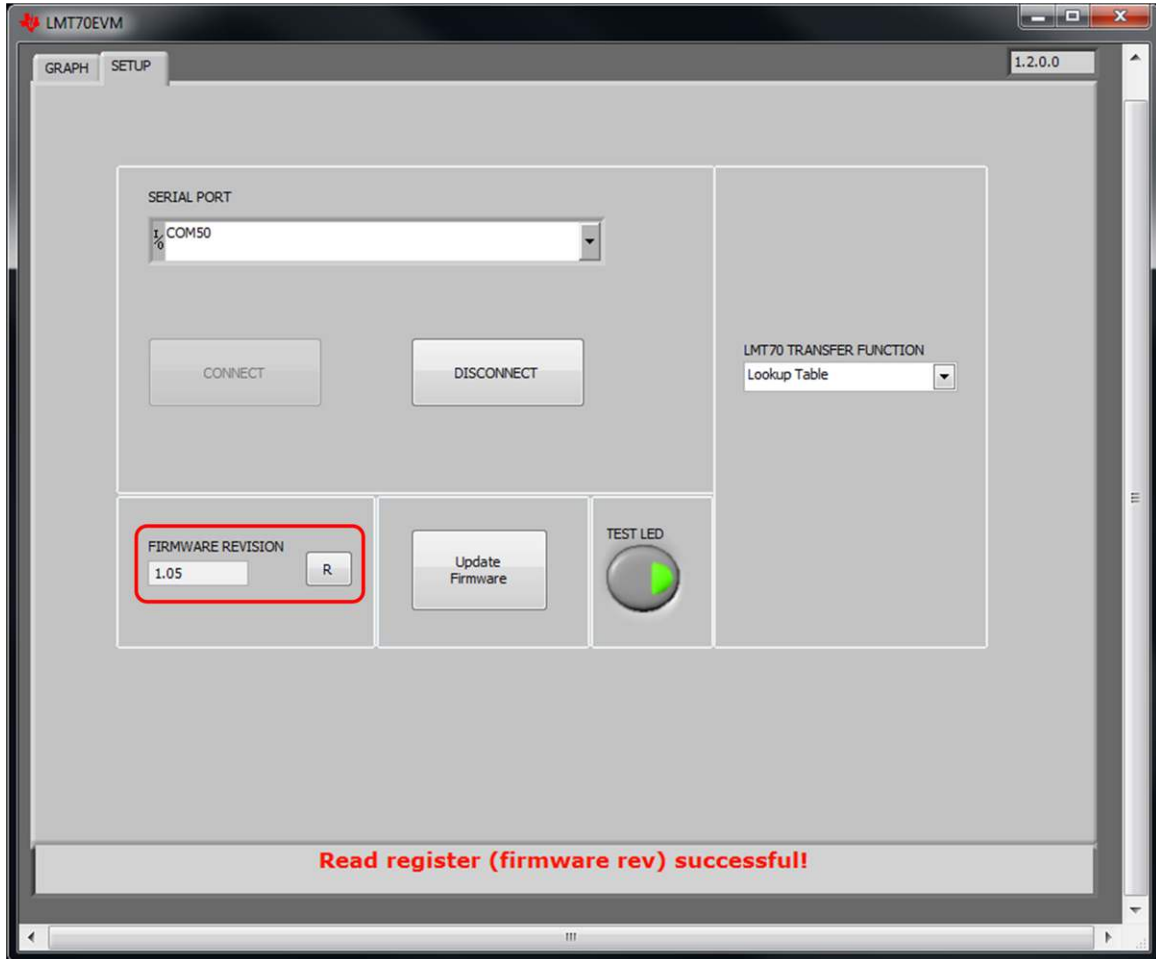 LMT70EVM
GRAPH
SETUP
1.2.0.0
SERIAL PORT
I/O COM50
CONNECT
DISCONNECT
LMT70 TRANSFER FUNCTION
Lookup Table
FIRMWARE REVISION
1.05
R
Update
Firmware
TEST LED
Read register (firmware rev) successful!